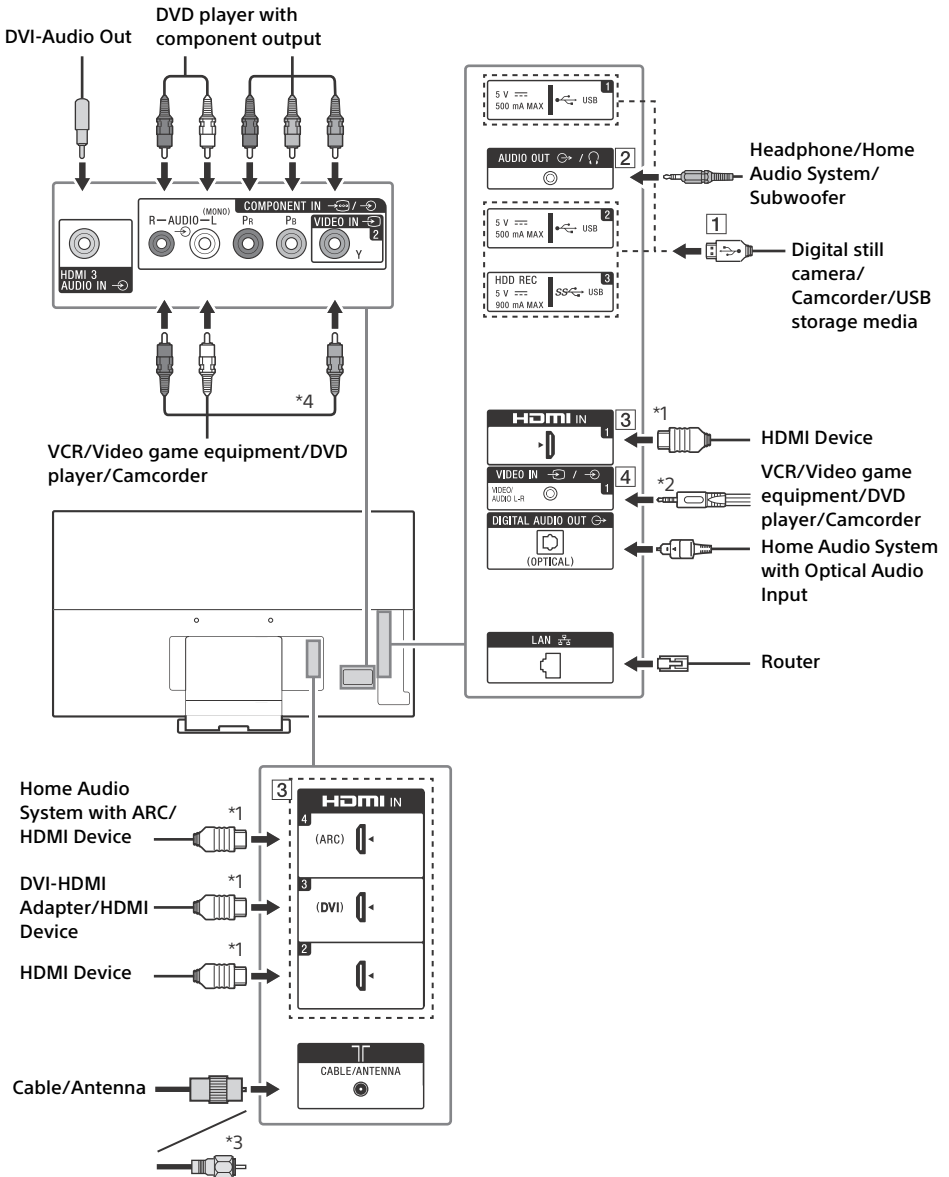 DVI-Audio Out
DVD player with
component output
HDMI 3
AUDIO IN
R—AUDIO—L
(MONO)
COMPONENT IN /
PR
PB
VIDEO IN
2
Y
*4
VCR/Video game equipment/DVD
player/Camcorder
1
5 V
500 mA MAX
USB
AUDIO OUT /
2
Headphone/Home
Audio System/
Subwoofer
2
5 V
500 mA MAX
USB
1
Digital still
camera/
Camcorder/USB
storage media
HDD REC
3
5 V
900 mA MAX
SS USB
HDMI IN
1
3
*1
HDMI Device
VIDEO IN /
VIDEO/
AUDIO L-R
1
4
*2
VCR/Video game
equipment/DVD
player/Camcorder
DIGITAL AUDIO OUT
(OPTICAL)
Home Audio System
with Optical Audio
Input
LAN
Router
3
HDMI IN
Home Audio
System with ARC/
HDMI Device
*1
4
(ARC)
DVI-HDMI
Adapter/HDMI
Device
*1
3
(DVI)
HDMI Device
*1
2
Cable/Antenna
CABLE/ANTENNA
*3